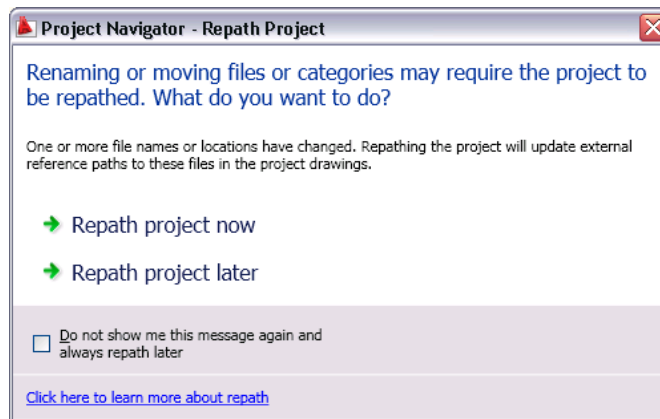 Project Navigator - Repath Project
Renaming or moving files or categories may require the project to
be repathed. What do you want to do?
One or more file names or locations have changed. Repathing the project will update external
reference paths to these files in the project drawings.
Repath project now
Repath project later
Do not show me this message again and
always repath later
Click here to learn more about repath